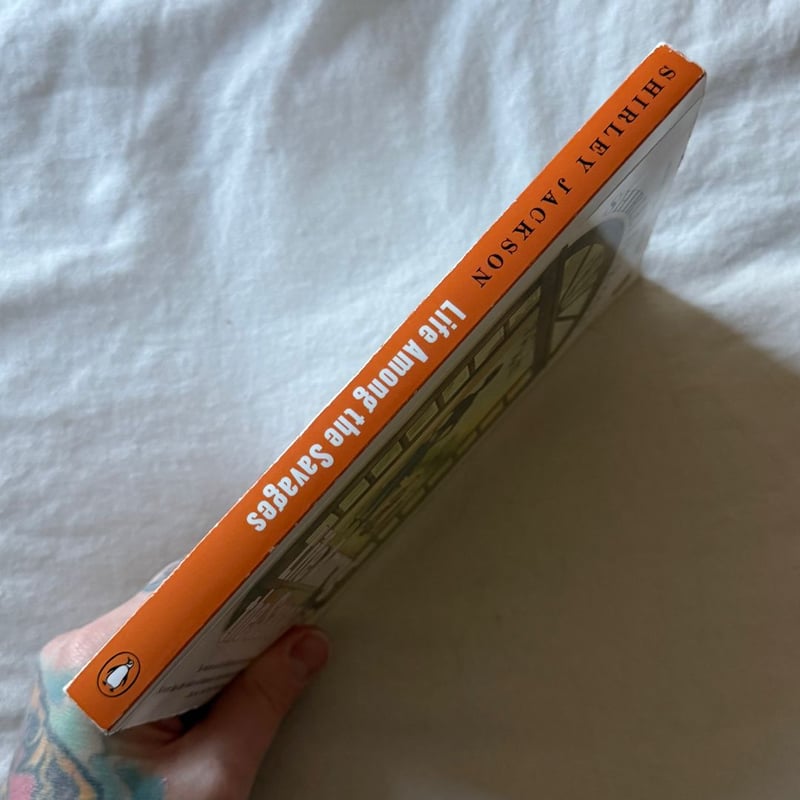 SHIRLEY JACKSON
Life Among the Savages